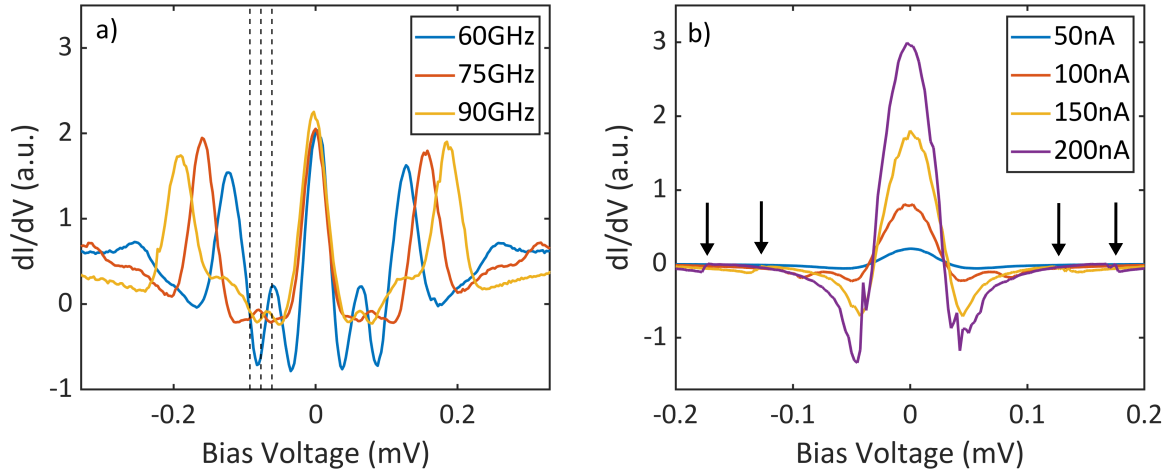 a)
60GHz
75GHz
90GHz
3
2
1
0
-1
-0.2
0
0.2
dI/dV (a.u.)
Bias Voltage (mV)
b)
50nA
100nA
150nA
200nA
3
2
1
0
-1
-0.2
-0.1
0
0.1
0.2
dI/dV (a.u.)
Bias Voltage (mV)